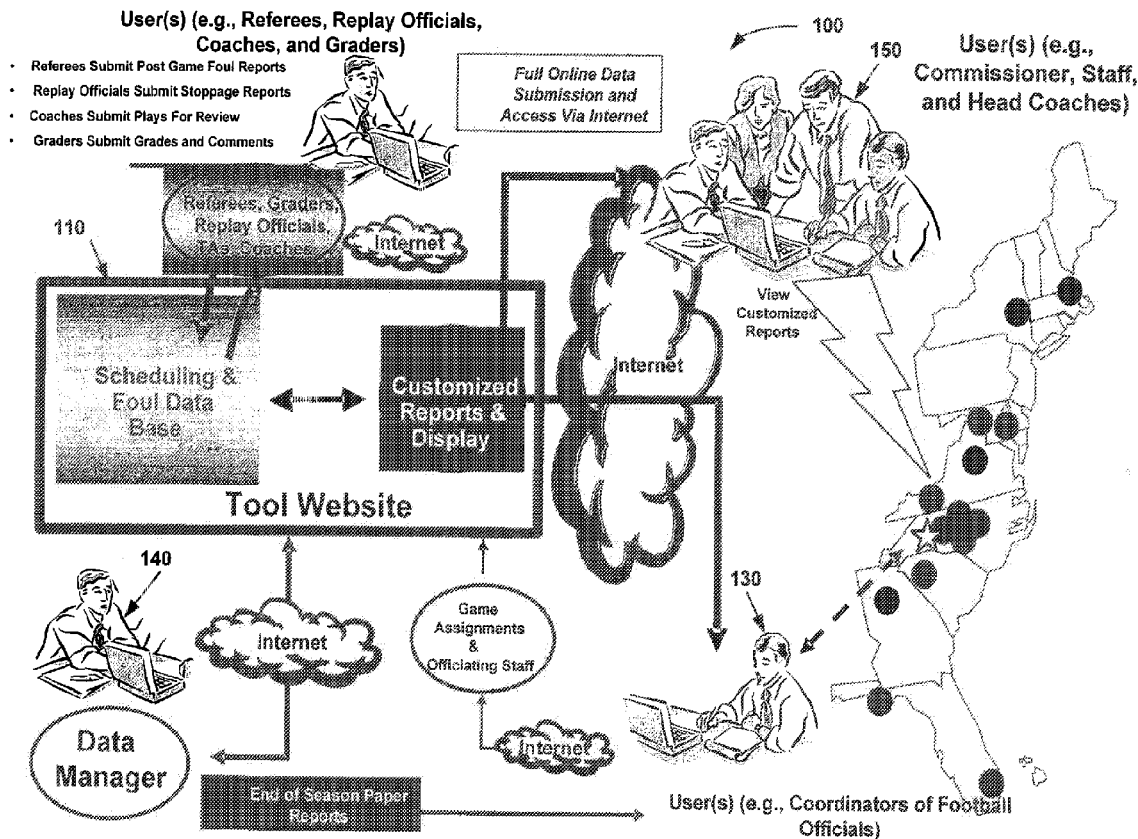 User(s) (e.g., Referees, Replay Officials,
Coaches, and Graders)
• Referees Submit Post Game Foul Reports
• Replay Officials Submit Stoppage Reports
• Coaches Submit Plays For Review
• Graders Submit Grades and Comments
Full Online Data
Submission and
Access Via Internet
100
150
User(s) (e.g.,
Commissioner, Staff,
and Head Coaches)
110
Referees, Graders,
Replay Officials,
TAs, Coaches
Internet
View
Customized
Reports
Internet
Scheduling &
Foul Data
Base
Customized
Reports &
Display
Tool Website
140
Internet
Game
Assignments
&
Officiating Staff
130
Data
Manager
Internet
End of Season Paper
Reports
User(s) (e.g., Coordinators of Football
Officials)